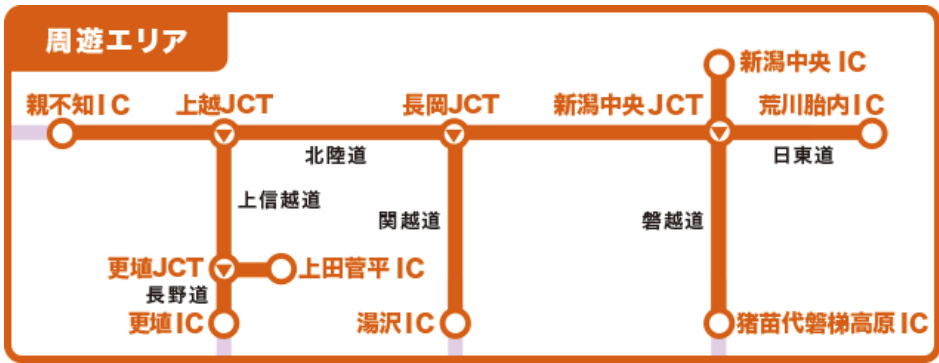 周遊エリア
新潟中央 IC
親不知IC
上越JCT
長岡JCT
新潟中央JCT
荒川胎内IC
北陸道
日東道
上信越道
関越道
磐越道
更埴JCT
上田菅平 IC
長野道
更埴IC
湯沢IC
猪苗代磐梯高原 IC